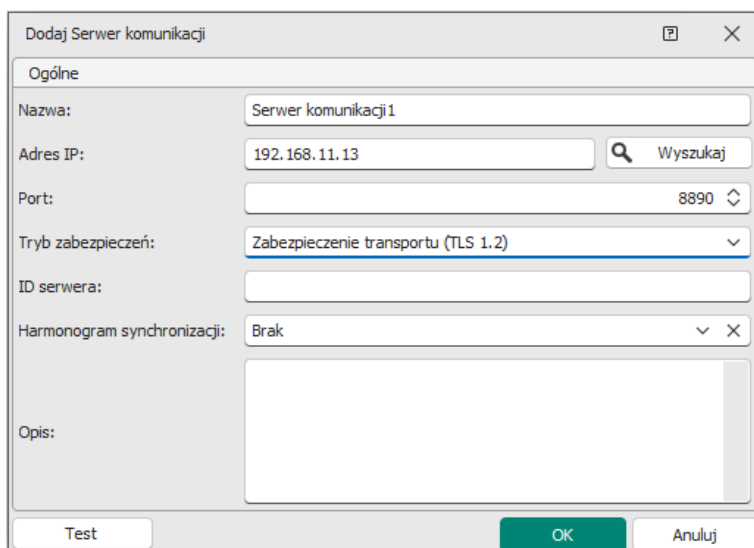 Dodaj Serwer komunikacji
Ogólne
Nazwa: Serwer komunikacji1
Adres IP: 192.168.11.13 Wyszukaj
Port: 8890
Tryb zabezpieczeń: Zabezpieczenie transportu (TLS 1.2)
ID serwera:
Harmonogram synchronizacji: Brak
Opis:
Test OK Anuluj